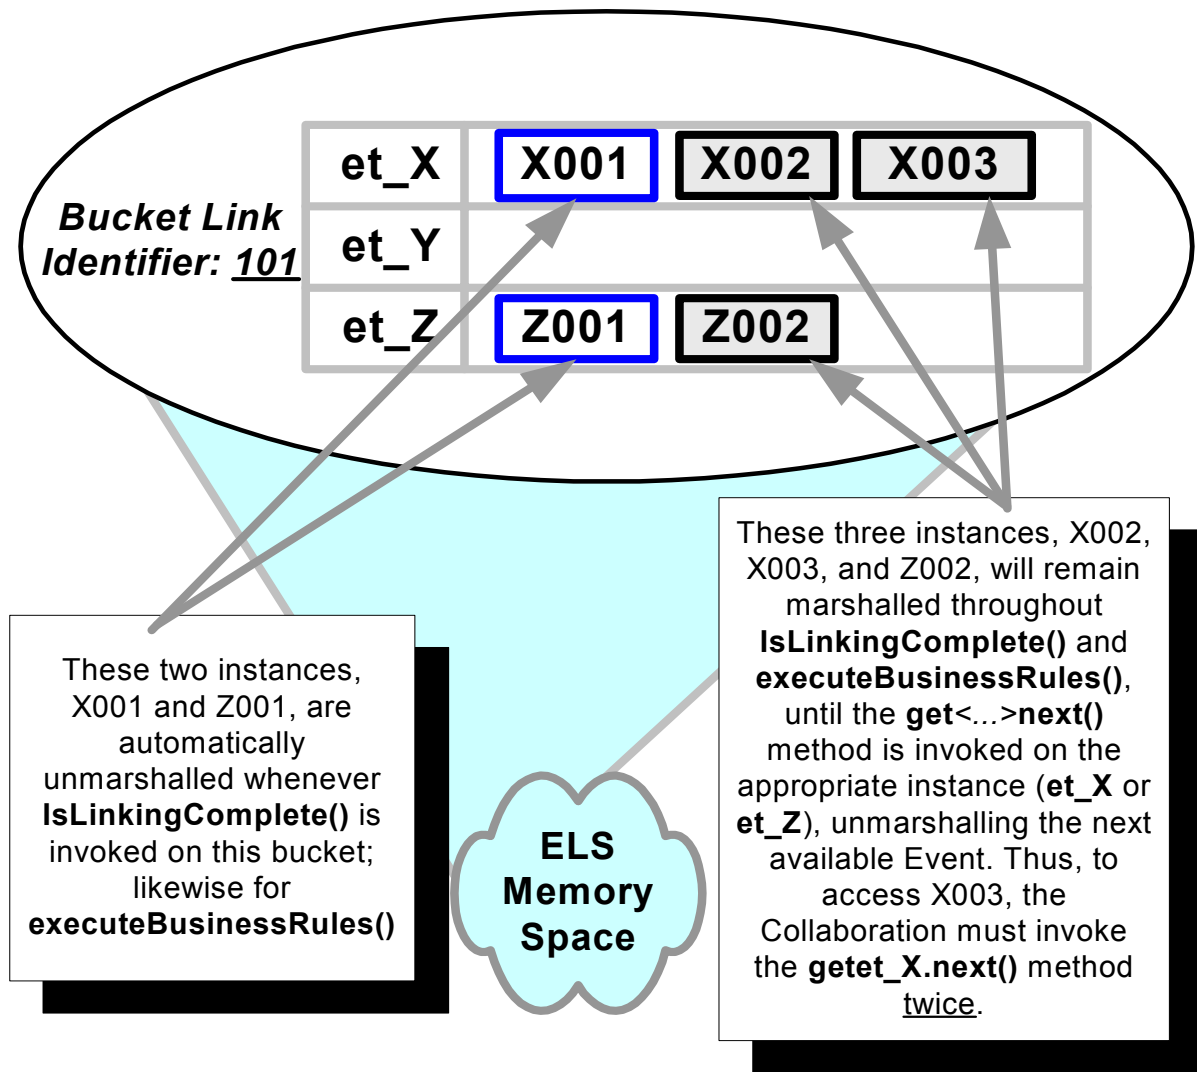 et_X X001 X002 X003
Bucket Link
Identifier: 101
et_Y
et_Z Z001 Z002
These two instances,
X001 and Z001, are
automatically
unmarshalled whenever
IsLinkingComplete() is
invoked on this bucket;
likewise for
executeBusinessRules()
ELS
Memory
Space
These three instances, X002,
X003, and Z002, will remain
marshalled throughout
IsLinkingComplete() and
executeBusinessRules(),
until the get<...>next()
method is invoked on the
appropriate instance (et_X or
et_Z), unmarshalling the next
available Event. Thus, to
access X003, the
Collaboration must invoke
the getet_X.next() method
twice.